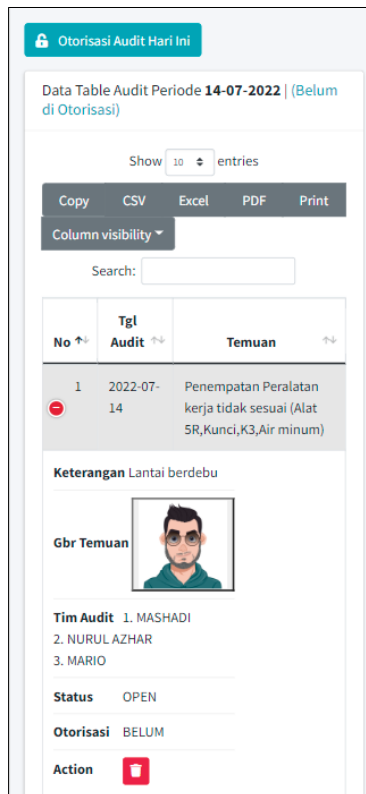 Otorisasi Audit Hari Ini
Data Table Audit Periode 14-07-2022 | (Belum
di Otorisasi)
Show 10 entries
Copy CSV Excel PDF Print
Column visibility
Search:
Tgl
No Audit Temuan
1 2022-07- Penempatan Peralatan
14 kerja tidak sesuai (Alat
5R,Kunci,K3,Air minum)
Keterangan Lantai berdebu
Gbr Temuan
Tim Audit 1. MASHADI
2. NURUL AZHAR
3. MARIO
Status OPEN
Otorisasi BELUM
Action